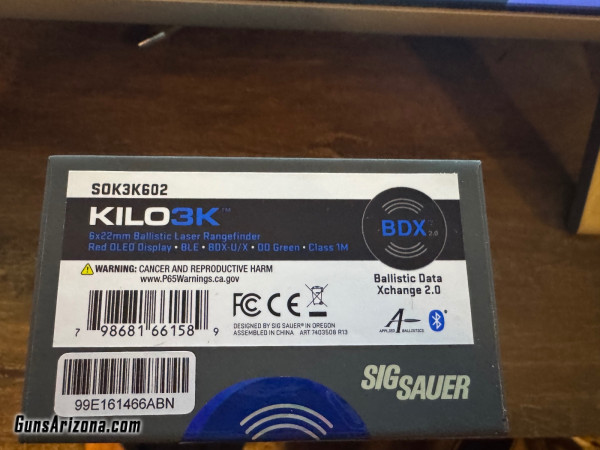 SOK3K602
KILO3K™
6x22mm Ballistic Laser Rangefinder
Red OLED Display • BLE • BDX-U/X • OD Green • Class 1M
BDX 2.0
WARNING: CANCER AND REPRODUCTIVE HARM
www.P65Warnings.ca.gov
Ballistic Data
Xchange 2.0
7 98681 66158 9
FC CE
DESIGNED BY SIG SAUER® IN OREGON
ASSEMBLED IN CHINA ART 7403508 R13
APPLIED BALLISTICS
99E161466ABN
SIG SAUER
GunsArizona.com